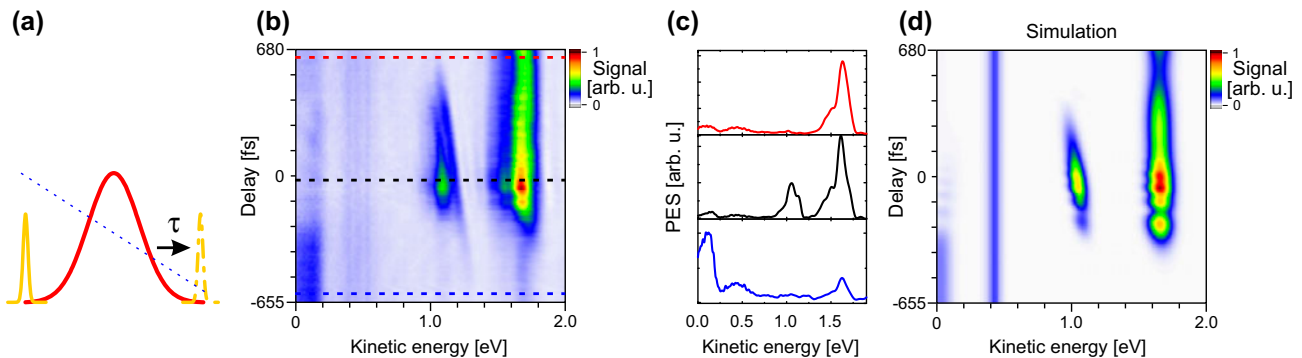 (a)
τ
(b)
680
0
-655
Delay [fs]
0
1.0
2.0
Kinetic energy [eV]
1
Signal
[arb. u.]
0
(c)
PES [arb. u.]
0.0
0.5
1.0
1.5
Kinetic energy [eV]
(d)
Simulation
680
0
-655
Delay [fs]
0
1.0
2.0
Kinetic energy [eV]
1
Signal
[arb. u.]
0